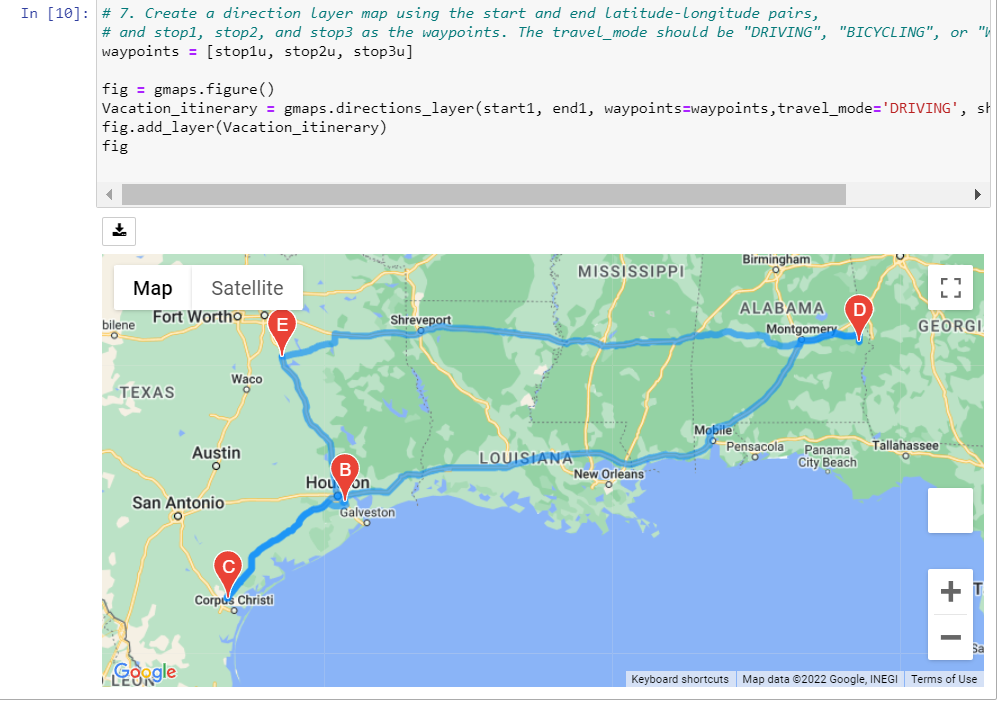 In [10]:
# 7. Create a direction layer map using the start and end latitude-longitude pairs,
# and stop1, stop2, and stop3 as the waypoints. The travel_mode should be "DRIVING", "BICYCLING", or "W
waypoints = [stop1u, stop2u, stop3u]
fig = gmaps.figure()
Vacation_itinerary = gmaps.directions_layer(start1, end1, waypoints=waypoints,travel_mode='DRIVING', sh
fig.add_layer(Vacation_itinerary)
fig
Map
Satellite
Birmingham
MISSISSIPPI
ALABAMA
D
Fort Worth
E
Shreveport
bilene
Montgomery
GEORGI
Waco
TEXAS
Mobile
Pensacola
Panama
City Beach
Tallahassee
Austin
LOUISIANA
New Orleans
B
Houston
San Antonio
Galveston
C
Corpus Christi
+
−
Google
LEÓN
Keyboard shortcuts
Map data ©2022 Google, INEGI
Terms of Use